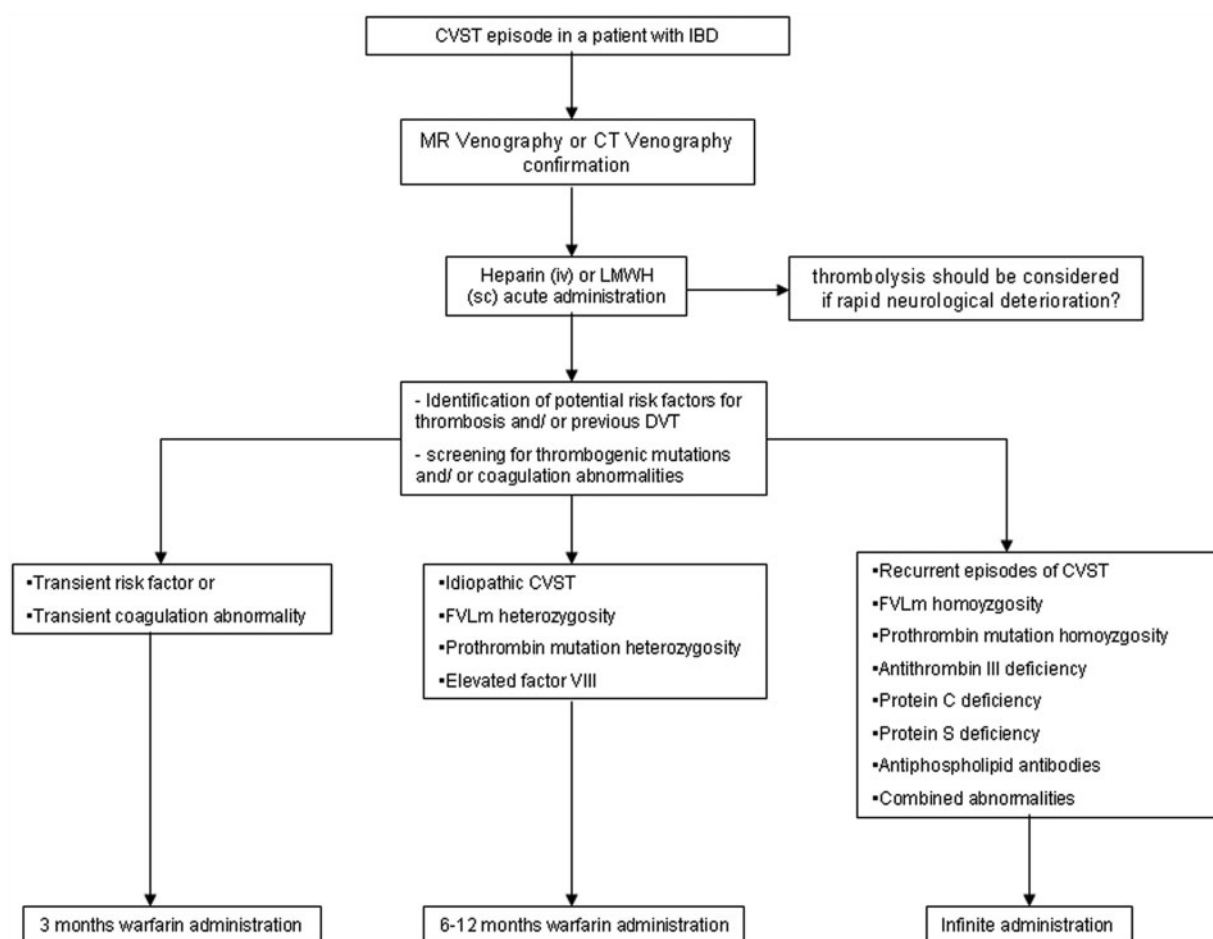 CVST episode in a patient with IBD
MR Venography or CT Venography
confirmation
Heparin (iv) or LMWH
(sc) acute administration
thrombolysis should be considered
if rapid neurological deterioration?
- Identification of potential risk factors for
thrombosis and/ or previous DVT
- screening for thrombogenic mutations
and/ or coagulation abnormalities
▪Transient risk factor or
▪Transient coagulation abnormality
▪Idiopathic CVST
▪FVLm heterozygosity
▪Prothrombin mutation heterozygosity
▪Elevated factor VIII
▪Recurrent episodes of CVST
▪FVLm homoyzgosity
▪Prothrombin mutation homoyzgosity
▪Antithrombin III deficiency
▪Protein C deficiency
▪Protein S deficiency
▪Antiphospholipid antibodies
▪Combined abnormalities
3 months warfarin administration
6-12 months warfarin administration
Infinite administration